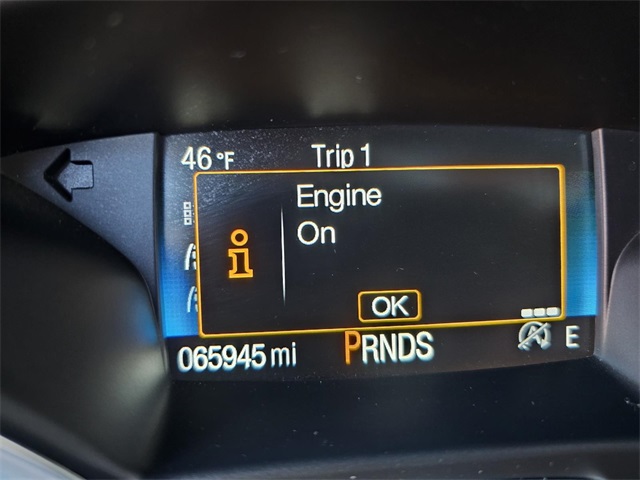 46°F Trip 1
Engine
On
i
OK
065945 mi PRNDS E